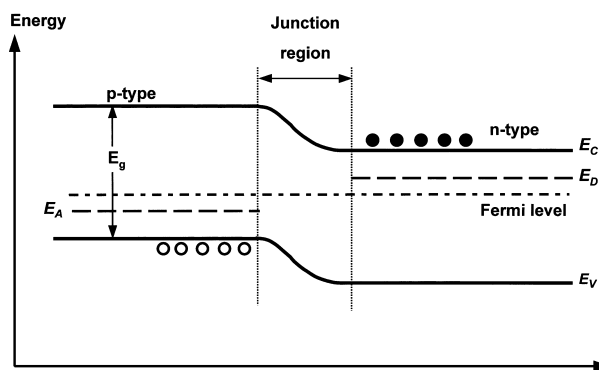 Energy
Junction
region
p-type
n-type
E_C
E_g
E_D
E_A
Fermi level
E_V